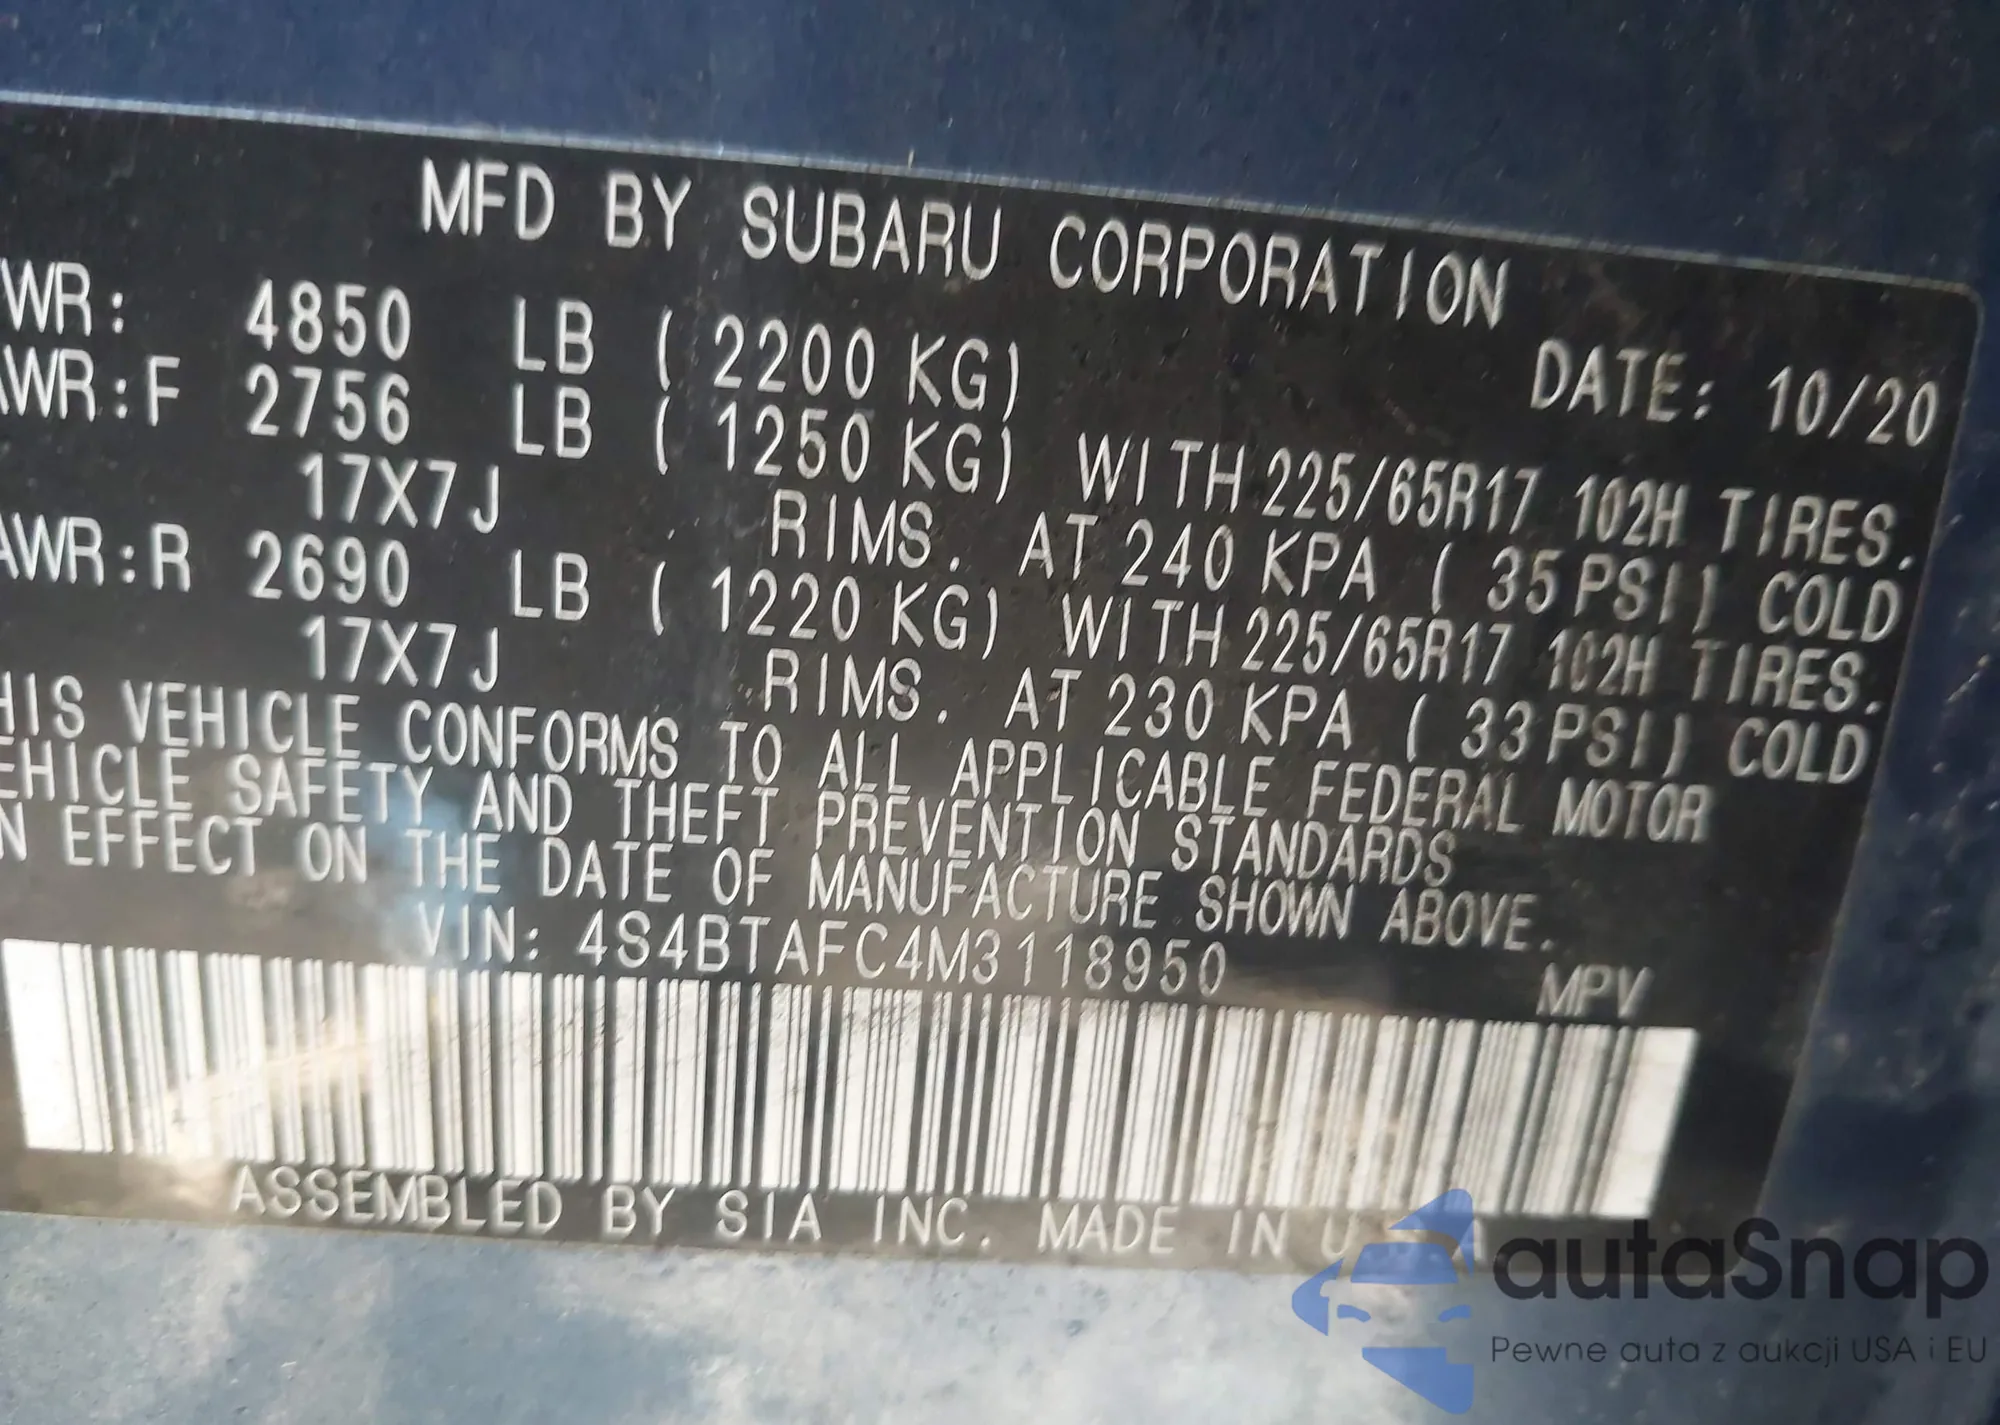 MFD BY SUBARU CORPORATION
WR: 4850 LB ( 2200 KG) DATE: 10/20
AWR:F 2756 LB ( 1250 KG) WITH 225/65R17 102H TIRES.
17X7J RIMS. AT 240 KPA ( 35 PSI) COLD
AWR:R 2690 LB ( 1220 KG) WITH 225/65R17 102H TIRES.
17X7J RIMS. AT 230 KPA ( 33 PSI) COLD
HIS VEHICLE CONFORMS TO ALL APPLICABLE FEDERAL MOTOR
EHICLE SAFETY AND THEFT PREVENTION STANDARDS
N EFFECT ON THE DATE OF MANUFACTURE SHOWN ABOVE.
VIN: 4S4BTAFC4M3118950 MPV
ASSEMBLED BY SIA INC. MADE IN U.S.A
autaSnap
Pewne auta z aukcji USA i EU